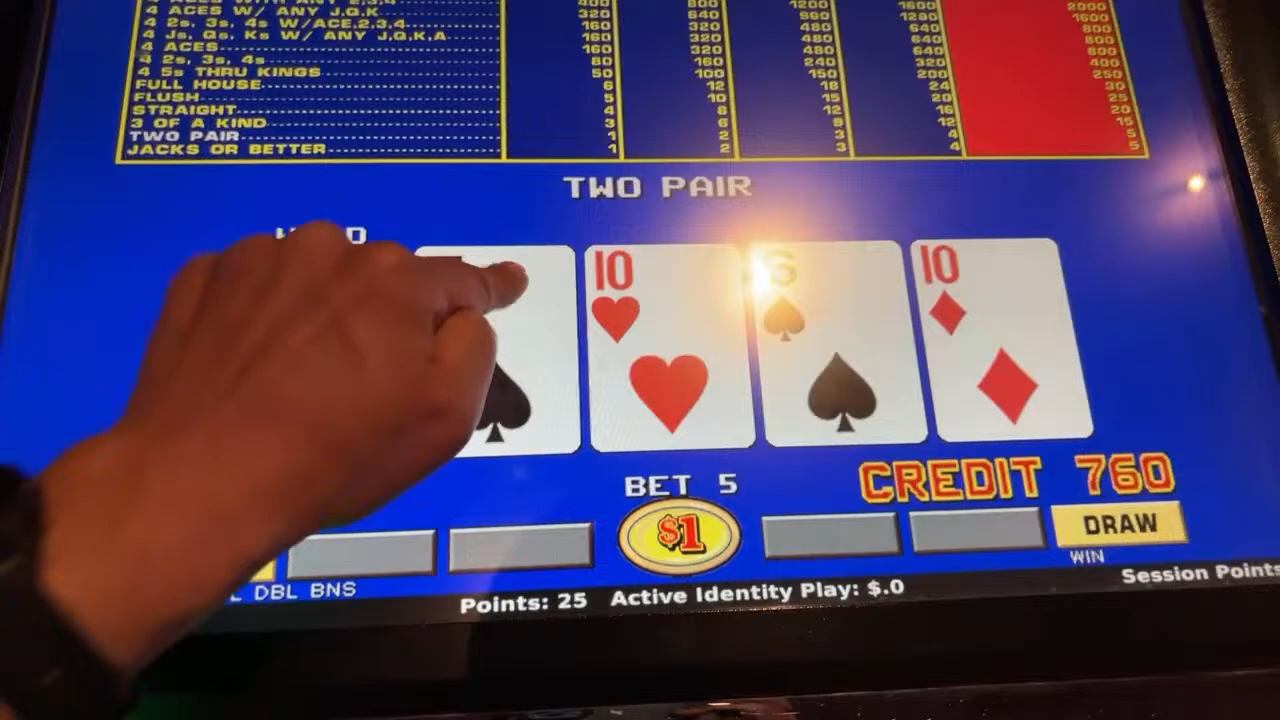 400 800 1200 1600 2000
4 ACES W/ ANY J,Q,K 320 640 960 1280 1600
4 2s, 3s, 4s W/ACE,2,3,4 160 320 480 640 800
4 Js, Qs, Ks W/ ANY J,Q,K,A 160 320 480 640 800
4 ACES 160 320 480 640 800
4 2s, 3s, 4s 80 160 240 320 400
4 5s THRU KINGS 50 100 150 200 250
FULL HOUSE 6 12 18 24 30
FLUSH 5 10 15 20 25
STRAIGHT 4 8 12 16 20
3 OF A KIND 3 6 9 12 15
TWO PAIR 1 2 3 4 5
JACKS OR BETTER 1 2 3 4 5
TWO PAIR
10 6 10
BET 5 CREDIT 760
$1 DRAW
DBL BNS WIN
Points: 25 Active Identity Play: $.0 Session Points